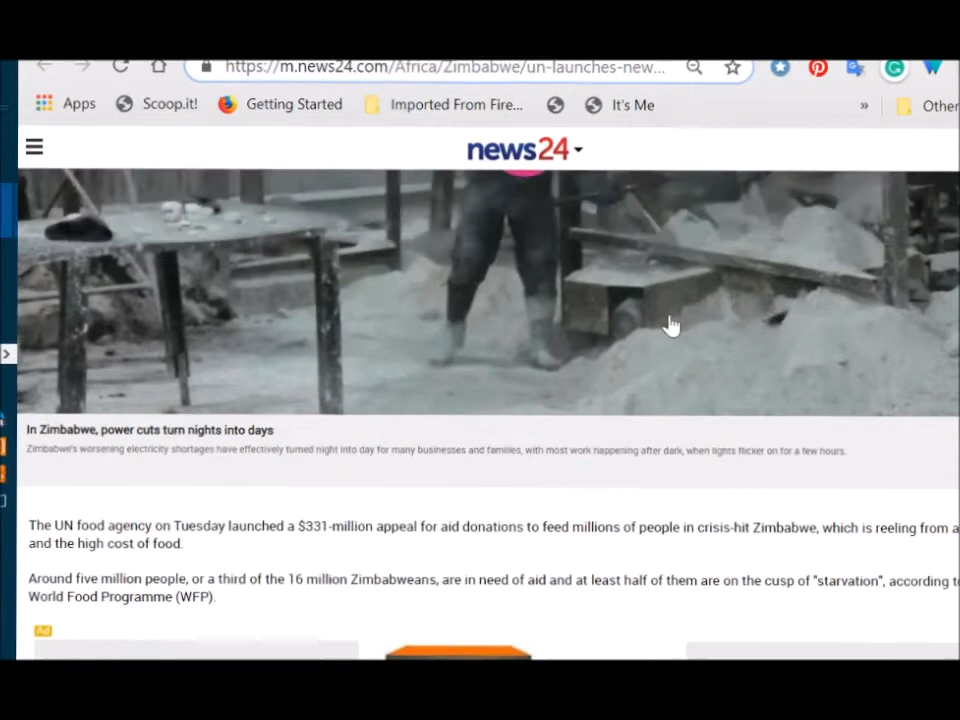 https://m.news24.com/Africa/Zimbabwe/un-launches-new...
Apps Scoop.it! Getting Started Imported From Fire... It's Me » Other
news24
In Zimbabwe, power cuts turn nights into days
Zimbabwe's worsening electricity shortages have effectively turned night into day for many businesses and families, with most work happening after dark, when lights flicker on for a few hours.
The UN food agency on Tuesday launched a $331-million appeal for aid donations to feed millions of people in crisis-hit Zimbabwe, which is reeling from a
and the high cost of food.
Around five million people, or a third of the 16 million Zimbabweans, are in need of aid and at least half of them are on the cusp of "starvation", according to
World Food Programme (WFP).
Ad